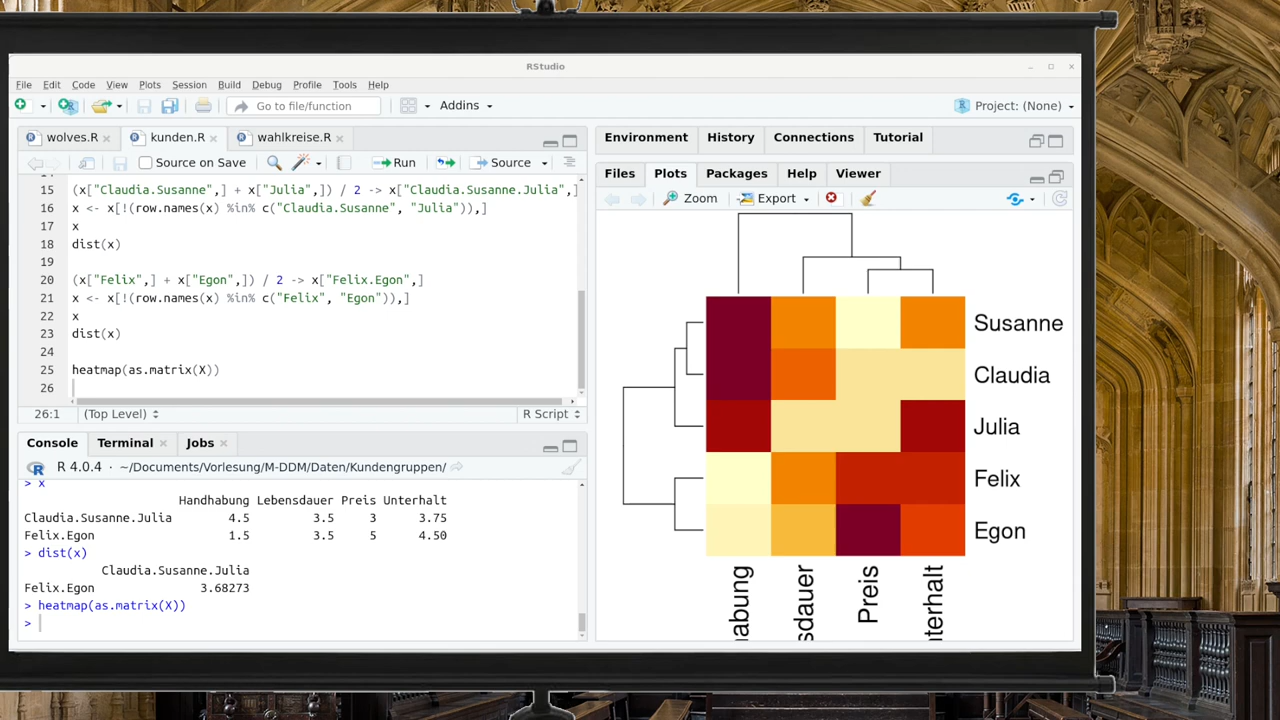 RStudio
File Edit Code View Plots Session Build Debug Profile Tools Help
Go to file/function Addins Project: (None)
wolves.R kunden.R wahlkreise.R
Source on Save Run Source
15 (x["Claudia.Susanne",] + x["Julia",]) / 2 -> x["Claudia.Susanne.Julia",]
16 x <- x[!(row.names(x) %in% c("Claudia.Susanne", "Julia")),]
17 x
18 dist(x)
19
20 (x["Felix",] + x["Egon",]) / 2 -> x["Felix.Egon",]
21 x <- x[!(row.names(x) %in% c("Felix", "Egon")),]
22 x
23 dist(x)
24
25 heatmap(as.matrix(X))
26
26:1 (Top Level) R Script
Console Terminal Jobs
R 4.0.4 · ~/Documents/Vorlesung/M-DDM/Daten/Kundengruppen/
> x
Handhabung Lebensdauer Preis Unterhalt
Claudia.Susanne.Julia 4.5 3.5 3 3.75
Felix.Egon 1.5 3.5 5 4.50
> dist(x)
Claudia.Susanne.Julia
Felix.Egon 3.68273
> heatmap(as.matrix(X))
>
Environment History Connections Tutorial
Files Plots Packages Help Viewer
Zoom Export
Susanne
Claudia
Julia
Felix
Egon
abung
sdauer
Preis
terhalt